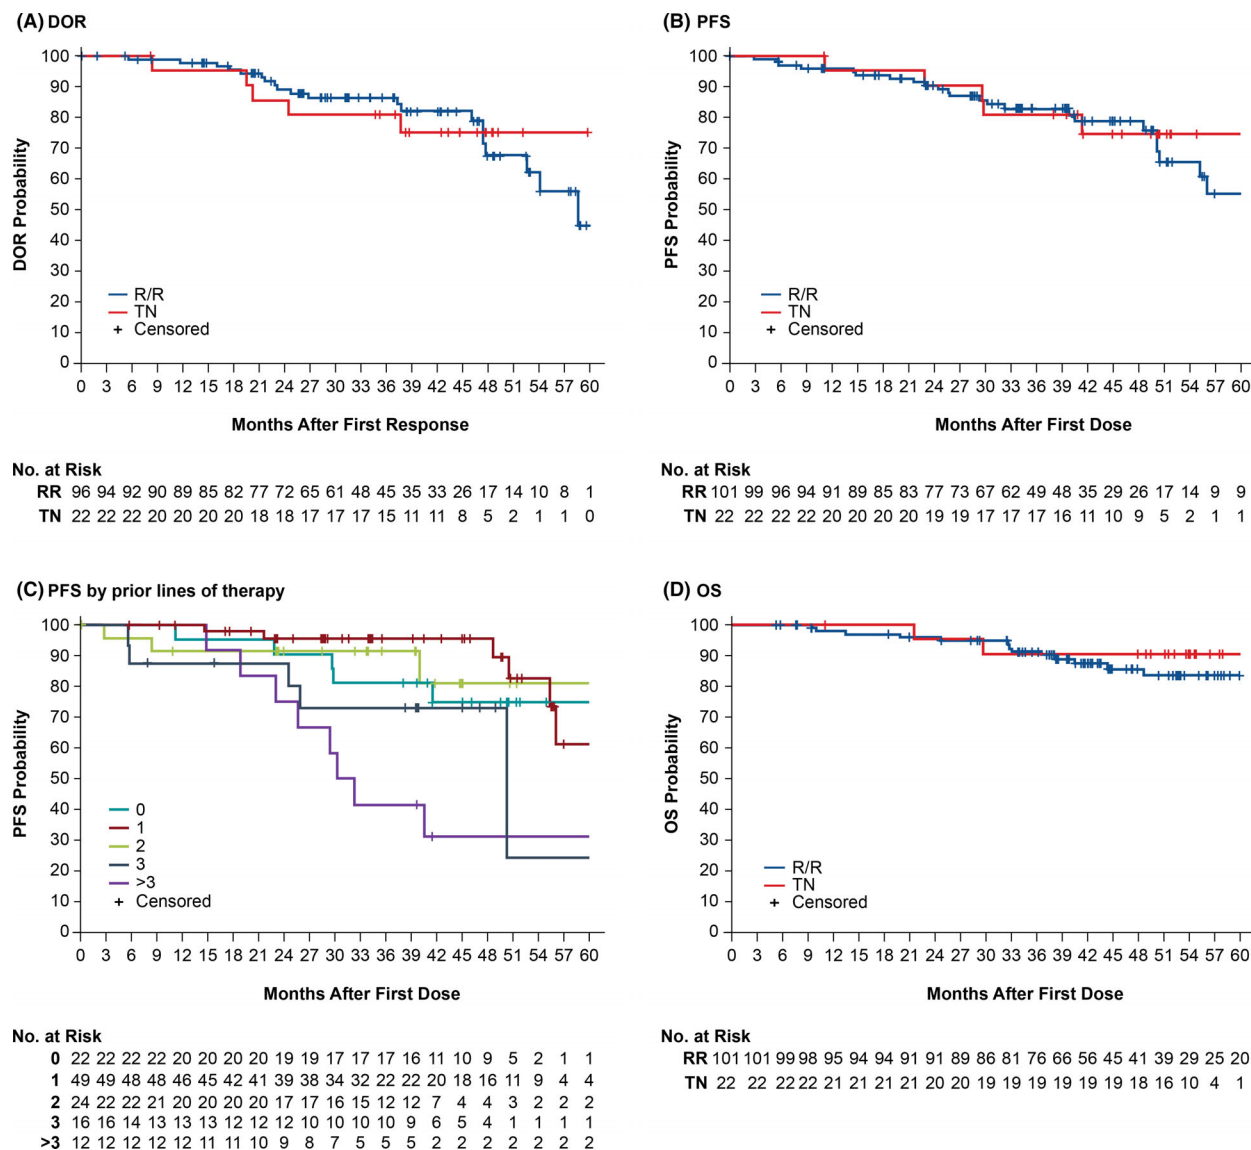 (A) DOR
100
90
80
70
60
50
40
30
20
10
0
DOR Probability
R/R
TN
Censored
0 3 6 9 12 15 18 21 24 27 30 33 36 39 42 45 48 51 54 57 60
Months After First Response
No. at Risk
RR 96 94 92 90 89 85 82 77 72 65 61 48 45 35 33 26 17 14 10 8 1
TN 22 22 22 20 20 20 20 18 18 17 17 17 15 11 11 8 5 2 1 1 0
(B) PFS
100
90
80
70
60
50
40
30
20
10
0
PFS Probability
R/R
TN
Censored
0 3 6 9 12 15 18 21 24 27 30 33 36 39 42 45 48 51 54 57 60
Months After First Dose
No. at Risk
RR 101 99 96 94 91 89 85 83 77 73 67 62 49 48 35 29 26 17 14 9 9
TN 22 22 22 22 20 20 20 20 19 19 17 17 17 16 11 10 9 5 2 1 1
(C) PFS by prior lines of therapy
100
90
80
70
60
50
40
30
20
10
0
PFS Probability
0
1
2
3
>3
Censored
0 3 6 9 12 12 18 21 24 27 30 33 36 39 42 45 48 51 54 57 60
Months After First Dose
No. at Risk
0 22 22 22 22 20 20 20 20 19 19 17 17 17 16 11 10 9 5 2 1 1
1 49 49 48 48 46 45 42 41 39 38 34 32 22 22 20 18 16 11 9 4 4
2 24 22 22 21 20 20 20 20 17 17 16 15 12 12 7 4 4 3 2 2 2
3 16 16 14 13 13 13 12 12 12 10 10 10 10 9 6 5 4 1 1 1 1
>3 12 12 12 12 12 11 11 10 9 8 7 5 5 5 2 2 2 2 2 2 2
(D) OS
100
90
80
70
60
50
40
30
20
10
0
OS Probability
R/R
TN
Censored
0 3 6 9 12 15 18 21 24 27 30 33 36 39 42 45 48 51 54 57 60
Months After First Dose
No. at Risk
RR 101 101 99 98 95 94 94 91 91 89 86 81 76 66 56 45 41 39 29 25 20
TN 22 22 22 22 21 21 21 21 20 20 19 19 19 19 19 19 18 16 10 4 1